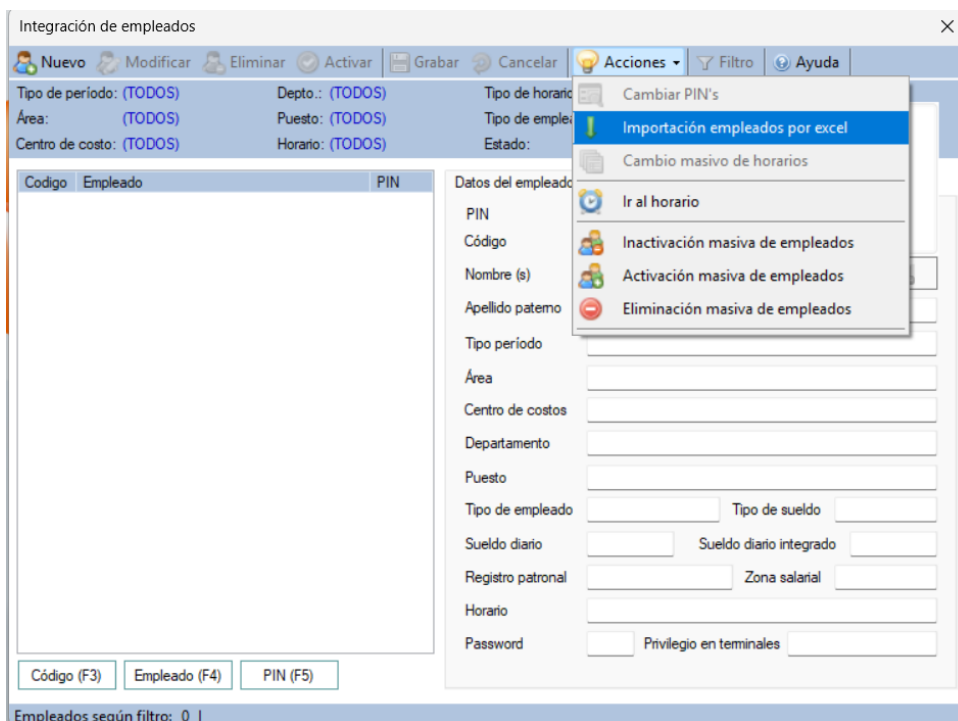 Integración de empleados
Nuevo Modificar Eliminar Activar Grabar Cancelar Acciones Filtro Ayuda
Tipo de período: (TODOS) Depto.: (TODOS) Tipo de horario
Área: (TODOS) Puesto: (TODOS) Tipo de emplea
Centro de costo: (TODOS) Horario: (TODOS) Estado:
Cambiar PIN's
Importación empleados por excel
Cambio masivo de horarios
Ir al horario
Inactivación masiva de empleados
Activación masiva de empleados
Eliminación masiva de empleados
Codigo Empleado PIN
Datos del empleado
PIN
Código
Nombre (s)
Apellido paterno
Tipo período
Área
Centro de costos
Departamento
Puesto
Tipo de empleado Tipo de sueldo
Sueldo diario Sueldo diario integrado
Registro patronal Zona salarial
Horario
Password Privilegio en terminales
Código (F3) Empleado (F4) PIN (F5)
Empleados según filtro: 0 |